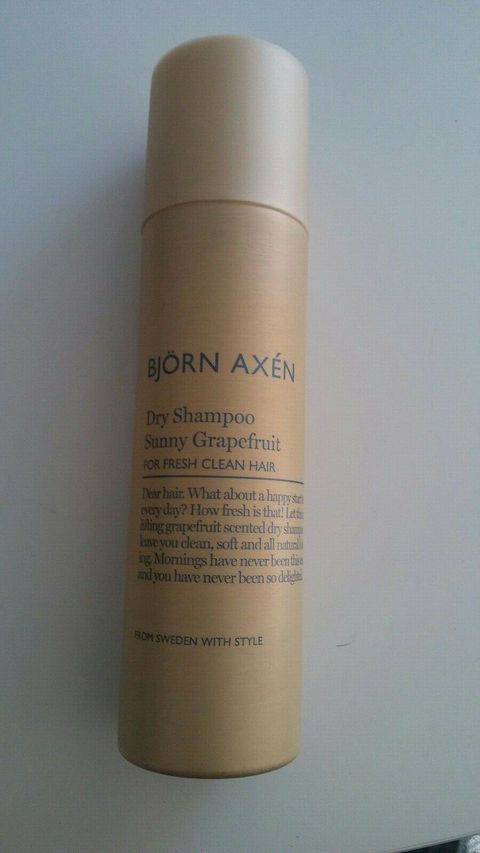 BJÖRN AXÉN
Dry Shampoo
Sunny Grapefruit
FOR FRESH CLEAN HAIR
Dear hair. What about a happy
every day? How fresh is that! Let
lifting grapefruit scented dry
leave you clean, soft and all natural
ing. Mornings have never been
and you have never been so
FROM SWEDEN WITH STYLE